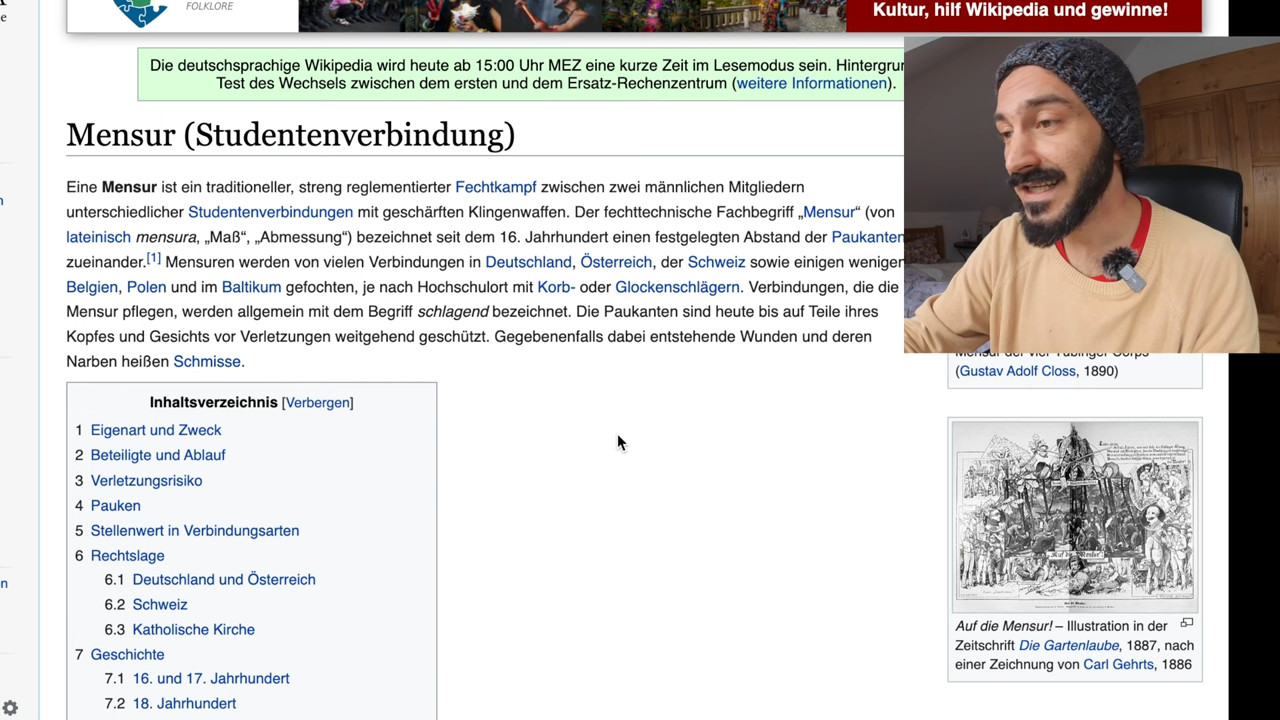 FOLKLORE
Kultur, hilf Wikipedia und gewinne!
Die deutschsprachige Wikipedia wird heute ab 15:00 Uhr MEZ eine kurze Zeit im Lesemodus sein.
Test des Wechsels zwischen dem ersten und dem Ersatz-Rechenzentrum (weitere Informationen).
Mensur (Studentenverbindung)
Eine Mensur ist ein traditioneller, streng reglementierter Fechtkampf zwischen zwei männlichen Mitgliedern
unterschiedlicher Studentenverbindungen mit geschärften Klingenwaffen. Der fechttechnische Fachbegriff „Mensur“ (von
lateinisch mensura, „Maß“, „Abmessung“) bezeichnet seit dem 16. Jahrhundert einen festgelegten Abstand der Paukanten
zueinander.[1] Mensuren werden von vielen Verbindungen in Deutschland, Österreich, der Schweiz sowie einigen wenigen
Belgien, Polen und im Baltikum gefochten, je nach Hochschulort mit Korb- oder Glockenschlägern. Verbindungen, die die
Mensur pflegen, werden allgemein mit dem Begriff schlagend bezeichnet. Die Paukanten sind heute bis auf Teile ihres
Kopfes und Gesichts vor Verletzungen weitgehend geschützt. Gegebenenfalls dabei entstehende Wunden und deren
Narben heißen Schmisse.
Mensur der vier Tübinger Corps
(Gustav Adolf Closs, 1890)
Inhaltsverzeichnis [Verbergen]
1 Eigenart und Zweck
2 Beteiligte und Ablauf
3 Verletzungsrisiko
4 Pauken
5 Stellenwert in Verbindungsarten
6 Rechtslage
6.1 Deutschland und Österreich
6.2 Schweiz
6.3 Katholische Kirche
7 Geschichte
7.1 16. und 17. Jahrhundert
7.2 18. Jahrhundert
Auf die Mensur! – Illustration in der
Zeitschrift Die Gartenlaube, 1887, nach
einer Zeichnung von Carl Gehrts, 1886